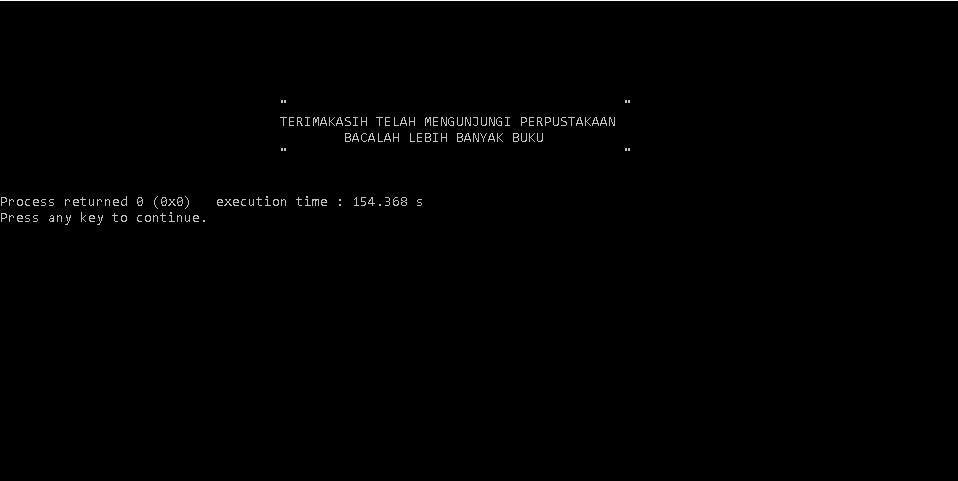 " "
TERIMAKASIH TELAH MENGUNJUNGI PERPUSTAKAAN
BACALAH LEBIH BANYAK BUKU
" "
Process returned 0 (0x0)   execution time : 154.368 s
Press any key to continue.